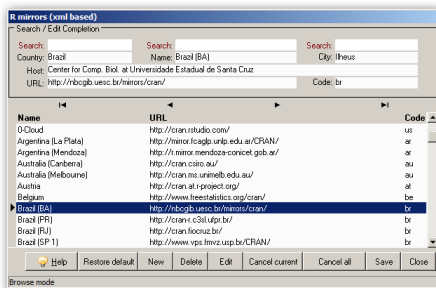 R mirrors (xml based)
Search / Edit Completion
Search: Search: Search:
Country: Brazil Name: Brazil (BA) City: Ilheus
Host: Center for Comp. Biol. at Universidade Estadual de Santa Cruz
URL: http://nbcgib.uesc.br/mirrors/cran/ Code: br
Name URL Code
0-Cloud http://cran.rstudio.com/ us
Argentina (La Plata) http://mirror.fcaglp.unlp.edu.ar/CRAN/ ar
Argentina (Mendoza) http://r.mirror.mendoza-conicet.gob.ar/ ar
Australia (Canberra) http://cran.csiro.au/ au
Australia (Melbourne) http://cran.ms.unimelb.edu.au/ au
Austria http://cran.at.r-project.org/ at
Belgium http://www.freestatistics.org/cran/ be
Brazil (BA) http://nbcgib.uesc.br/mirrors/cran/ br
Brazil (PR) http://cran-r.c3sl.ufpr.br/ br
Brazil (RJ) http://cran.fiocruz.br/ br
Brazil (SP 1) http://www.vps.fmvz.usp.br/CRAN/ br
Help Restore default New Delete Edit Cancel current Cancel all Save Close
Browse mode